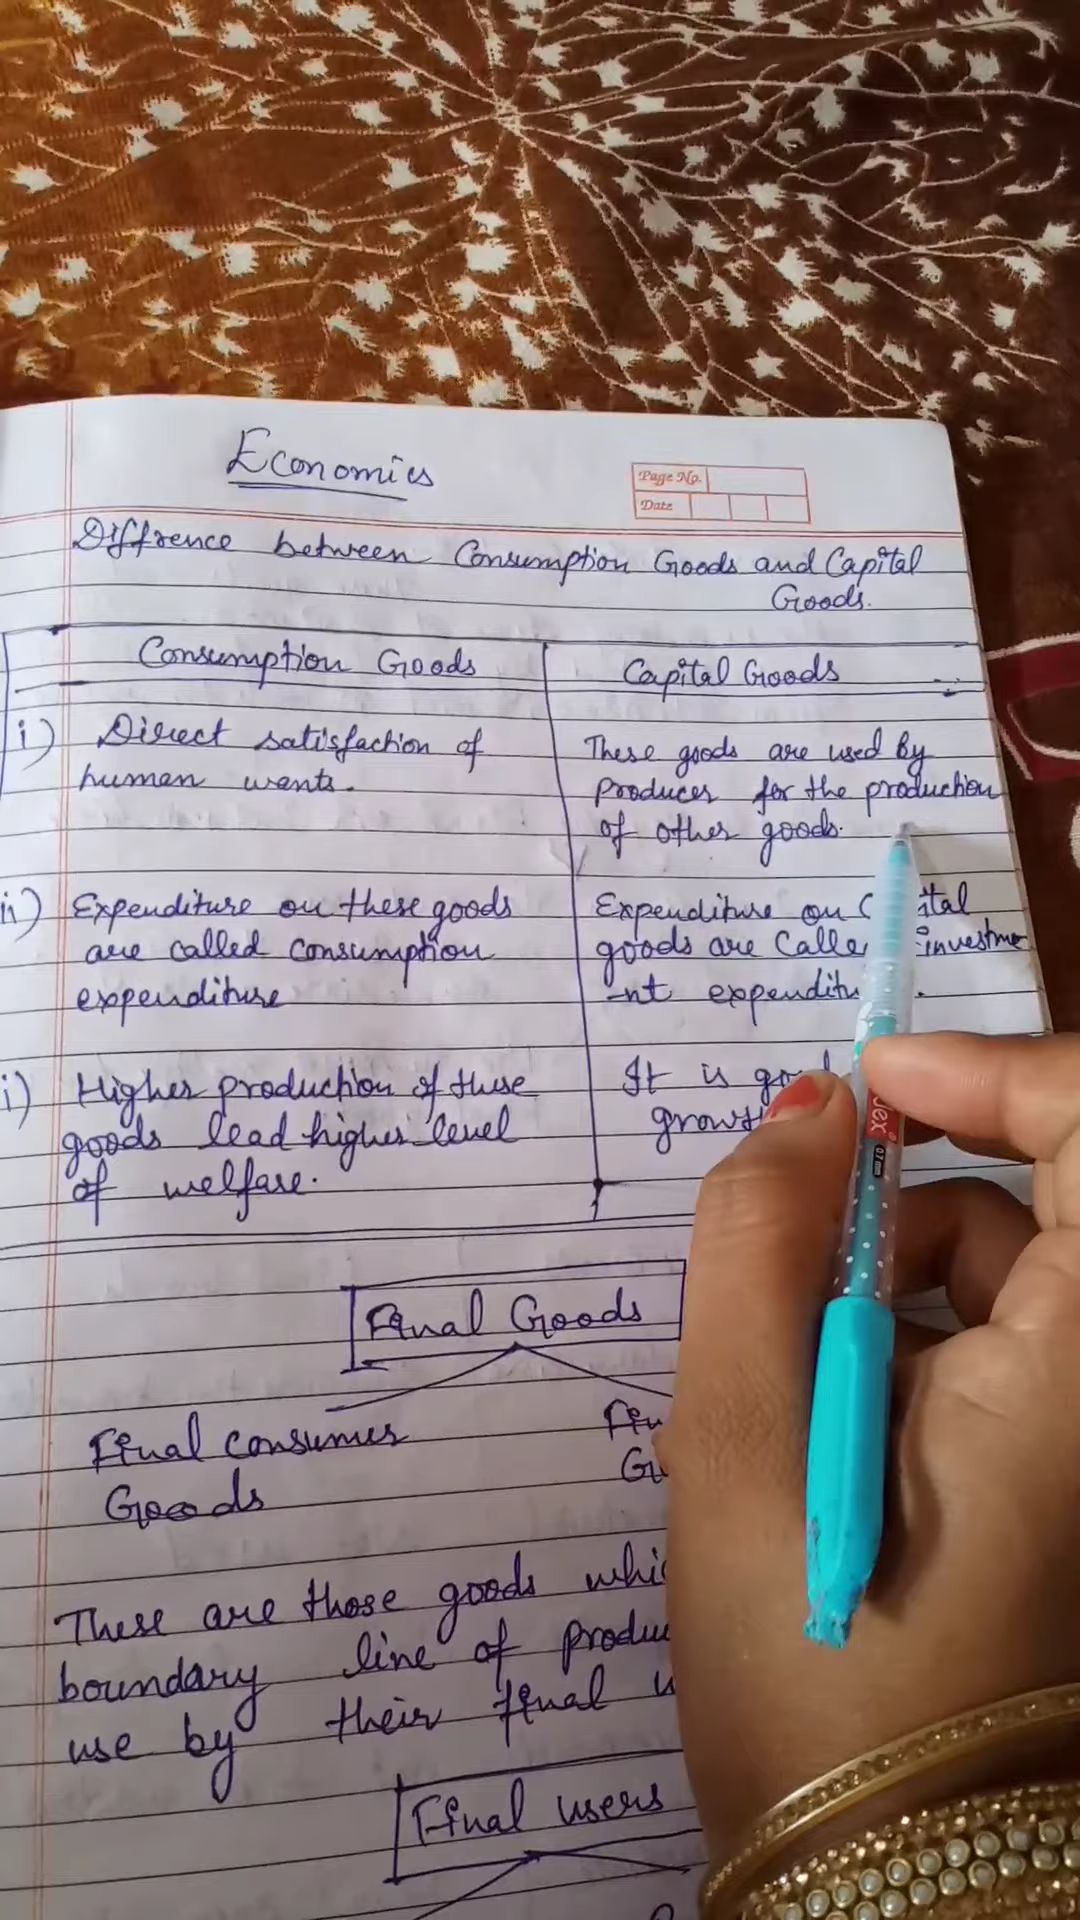 Economics
Page No.
Date
Diffrence between Consumption Goods and Capital
Goods.
Consumption Goods
Capital Goods
i) Direct satisfaction of
human wants.
These goods are used by
producer for the production
of other goods.
ii) Expenditure on these goods
are called consumption
expenditure
Expenditure on
goods are investme
-nt
i) Higher production of these
goods lead higher level
of welfare.
It is
Final Goods
Final consumer
Goods
These are those goods
boundary line of
use by their final
Final users
0.7 mm